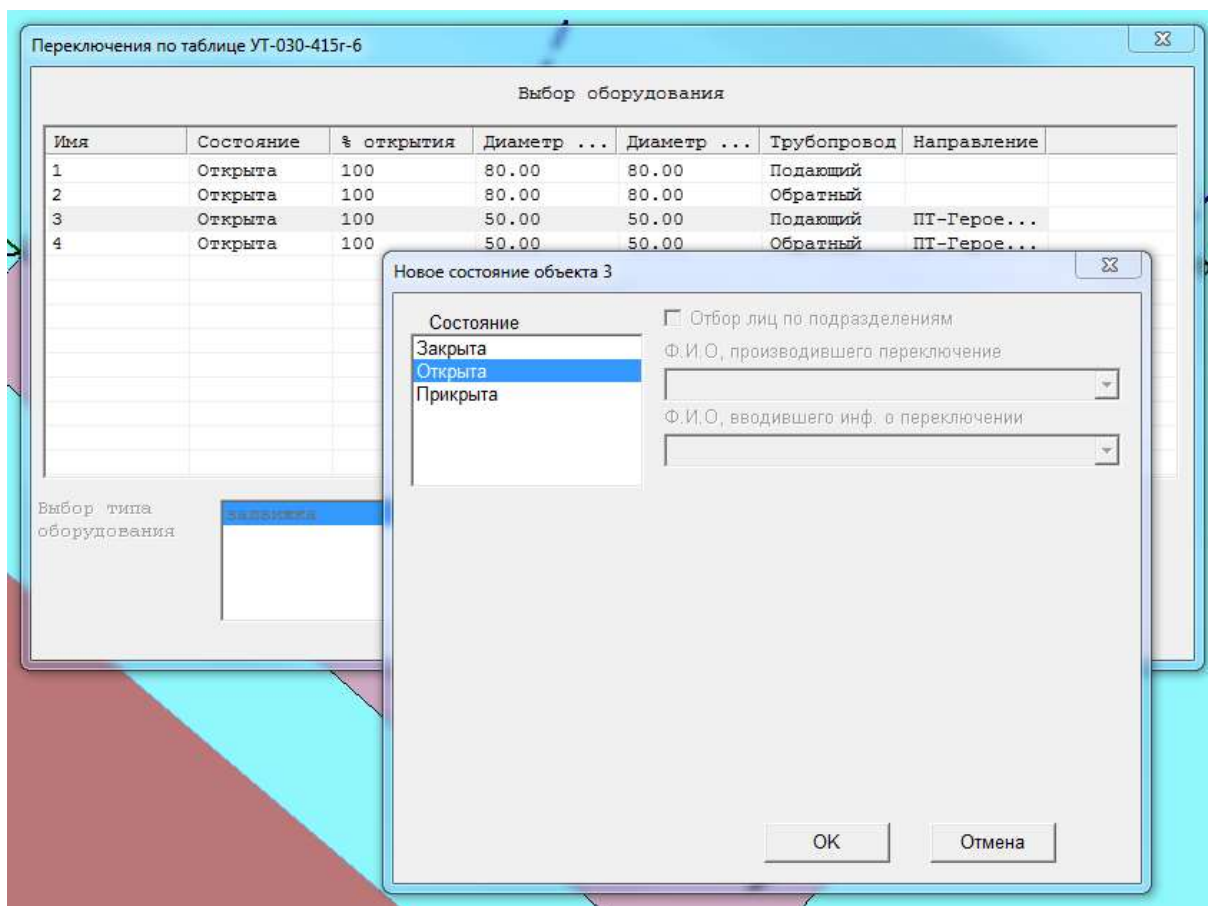 Переключения по таблице УТ-030-415г-6
Выбор оборудования
Имя Состояние % открытия Диаметр ... Диаметр ... Трубопровод Направление
1 Открыта 100 80.00 80.00 Подающий
2 Открыта 100 80.00 80.00 Обратный
3 Открыта 100 50.00 50.00 Подающий ПТ-Герое...
4 Открыта 100 50.00 50.00 Обратный ПТ-Герое...
Новое состояние объекта 3
Состояние
Закрыта
Открыта
Прикрыта
Отбор лиц по подразделениям
Ф.И.О, производившего переключение
Ф.И.О, вводившего инф. о переключении
Выбор типа
оборудования
задвижка
OK
Отмена